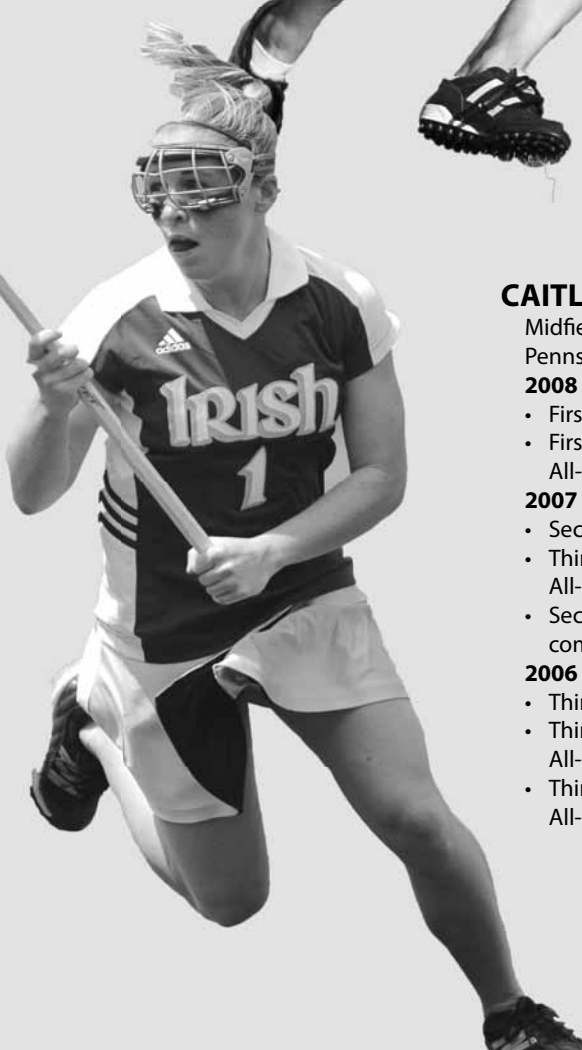 adidas
IRISH
1
CAITL
Midfie
Penns
2008
• Firs
• Firs
All-
2007
• Sec
• Thir
All-
• Sec
con
2006
• Thir
• Thir
All-
• Thir
All-